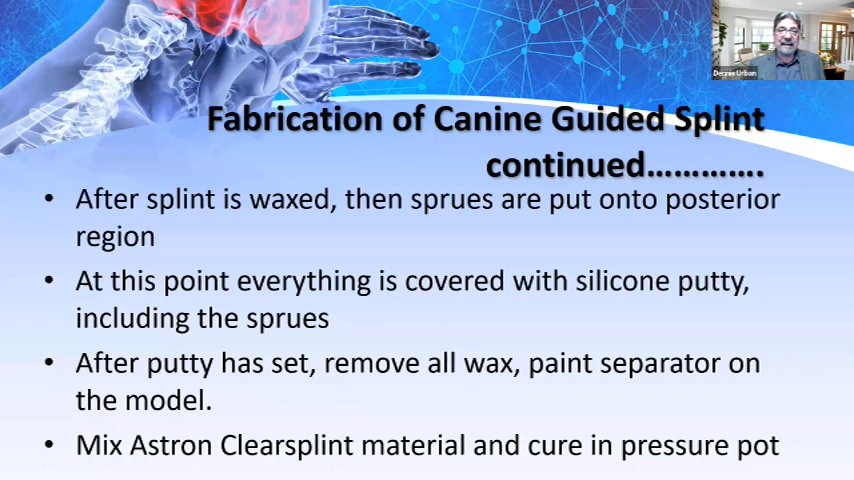 Dennis Urban
Fabrication of Canine Guided Splint
continued………….
• After splint is waxed, then sprues are put onto posterior
region
• At this point everything is covered with silicone putty,
including the sprues
• After putty has set, remove all wax, paint separator on
the model.
• Mix Astron Clearsplint material and cure in pressure pot